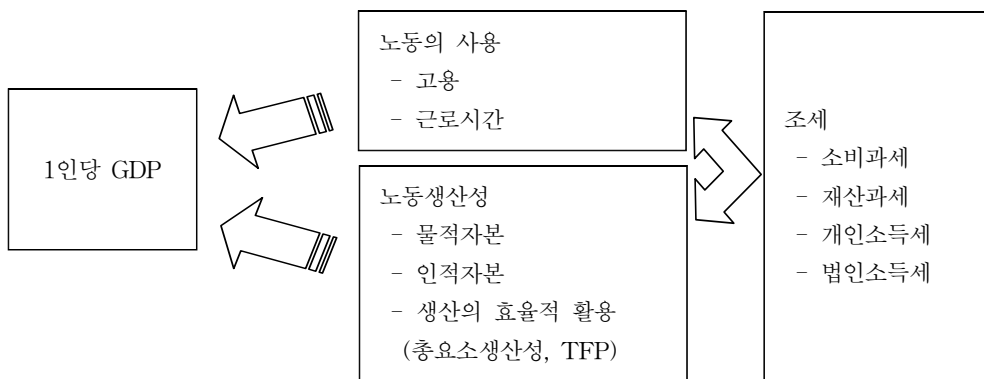 1인당 GDP
노동의 사용
- 고용
- 근로시간
노동생산성
- 물적자본
- 인적자본
- 생산의 효율적 활용
(총요소생산성, TFP)
조세
- 소비과세
- 재산과세
- 개인소득세
- 법인소득세